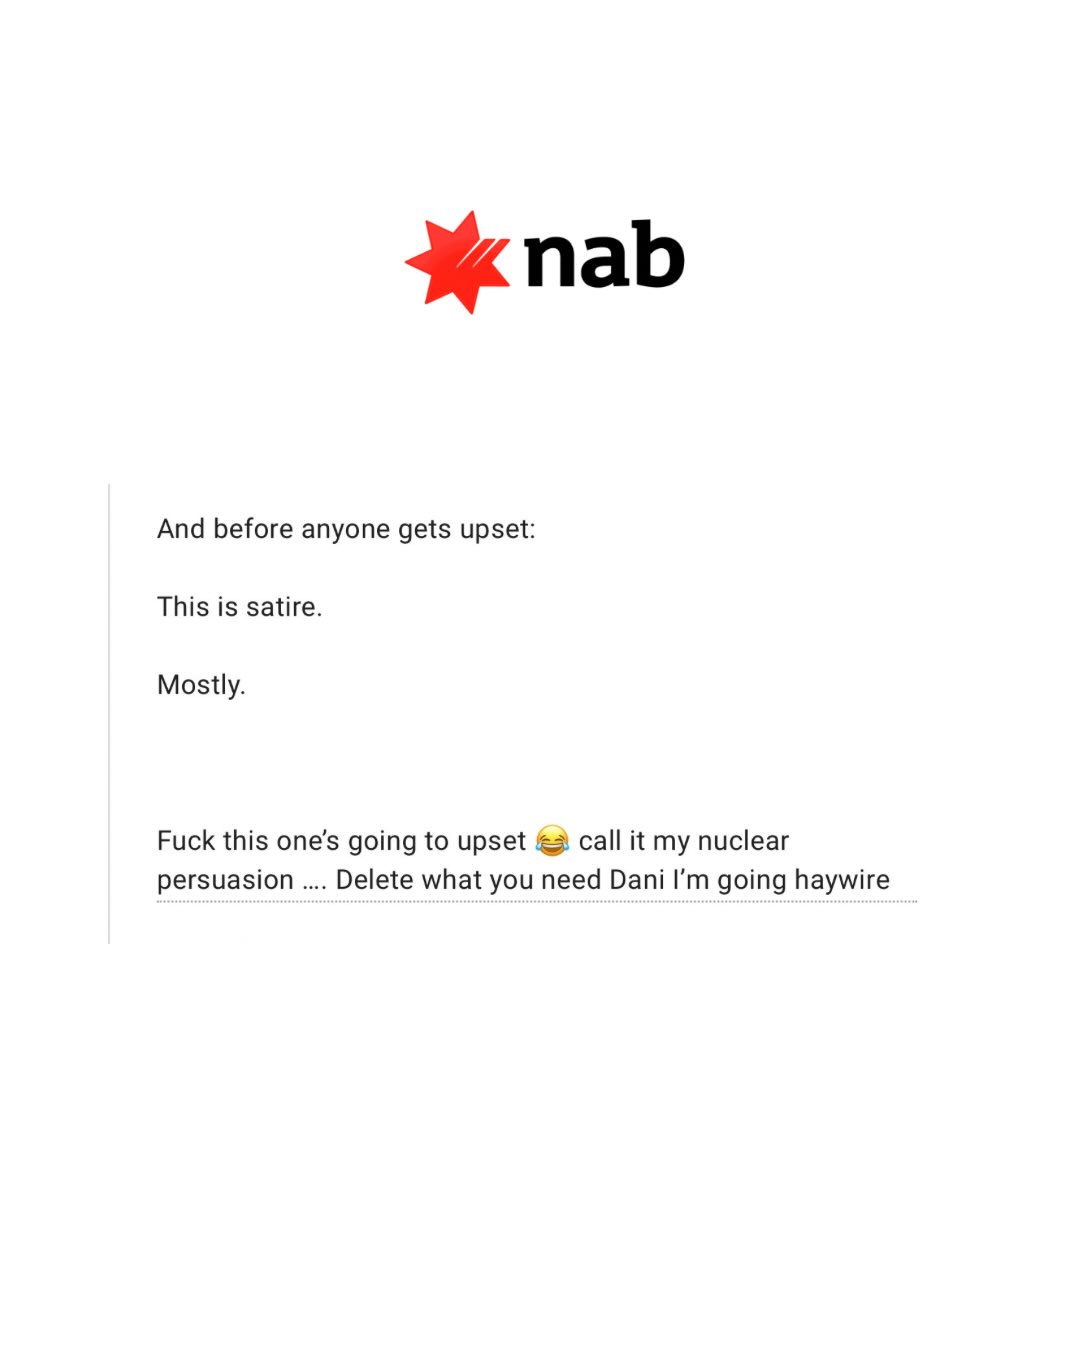 nab
And before anyone gets upset:
This is satire.
Mostly.
Fuck this one’s going to upset 😂 call it my nuclear
persuasion .... Delete what you need Dani I’m going haywire